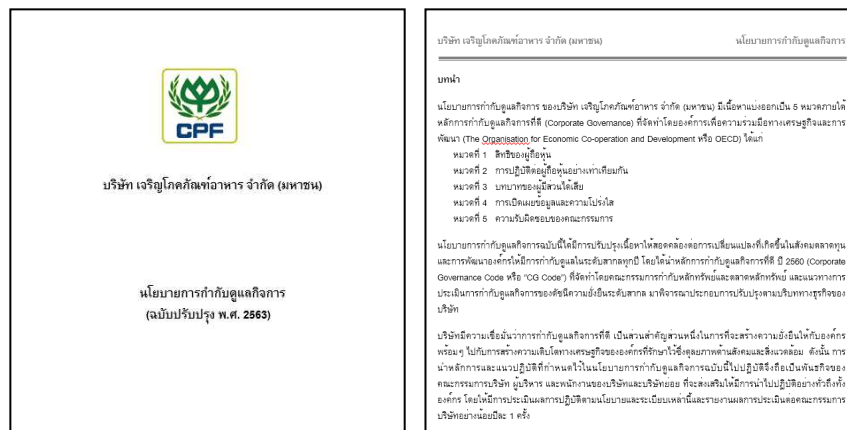 CPF
บริษัท เจริญโภคภัณฑ์อาหาร จำกัด (มหาชน)
นโยบายการกำกับดูแลกิจการ
(ฉบับปรับปรุง พ.ศ. 2563)
บริษัท เจริญโภคภัณฑ์อาหาร จำกัด (มหาชน) นโยบายการกำกับดูแลกิจการ
บทนำ
นโยบายการกำกับดูแลกิจการ ของบริษัท เจริญโภคภัณฑ์อาหาร จำกัด (มหาชน) มีเนื้อหาแบ่งออกเป็น 5 หมวดภายใต้
หลักการกำกับดูแลกิจการที่ดี (Corporate Governance) ที่จัดทำโดยองค์การเพื่อความร่วมมือทางเศรษฐกิจและการ
พัฒนา (The Organisation for Economic Co-operation and Development หรือ OECD) ได้แก่
หมวดที่ 1 สิทธิของผู้ถือหุ้น
หมวดที่ 2 การปฏิบัติต่อผู้ถือหุ้นอย่างเท่าเทียมกัน
หมวดที่ 3 บทบาทของผู้มีส่วนได้เสีย
หมวดที่ 4 การเปิดเผยข้อมูลและความโปร่งใส
หมวดที่ 5 ความรับผิดชอบของคณะกรรมการ
นโยบายการกำกับดูแลกิจการฉบับนี้ได้มีการปรับปรุงเนื้อหาให้สอดคล้องต่อการเปลี่ยนแปลงที่เกิดขึ้นในสังคมตลาดทุน
และการพัฒนาองค์กรให้มีการกำกับดูแลในระดับสากลทุกปี โดยได้นำหลักการกำกับดูแลกิจการที่ดี ปี 2560 (Corporate
Governance Code หรือ "CG Code") ที่จัดทำโดยคณะกรรมการกำกับหลักทรัพย์และตลาดหลักทรัพย์ และแนวทางการ
ประเมินการกำกับดูแลกิจการของดัชนีความยั่งยืนระดับสากล มาพิจารณาประกอบการปรับปรุงตามบริบททางธุรกิจของ
บริษัท
บริษัทมีความเชื่อมั่นว่าการกำกับดูแลกิจการที่ดี เป็นส่วนสำคัญส่วนหนึ่งในการที่จะสร้างความยั่งยืนให้กับองค์กร
พร้อมๆ ไปกับการสร้างความเติบโตทางเศรษฐกิจขององค์กรที่รักษาไว้ซึ่งดุลยภาพด้านสังคมและสิ่งแวดล้อม ดังนั้น การ
นำหลักการและแนวปฏิบัติที่กำหนดไว้ในนโยบายการกำกับดูแลกิจการฉบับนี้ไปปฏิบัติจึงถือเป็นพันธกิจของ
คณะกรรมการบริษัท ผู้บริหาร และพนักงานของบริษัทและบริษัทย่อย ที่จะส่งเสริมให้มีการนำไปปฏิบัติอย่างทั่วถึงทั้ง
องค์กร โดยให้มีการประเมินผลการปฏิบัติตามนโยบายและระเบียบเหล่านี้และรายงานผลการประเมินต่อคณะกรรมการ
บริษัทอย่างน้อยปีละ 1 ครั้ง